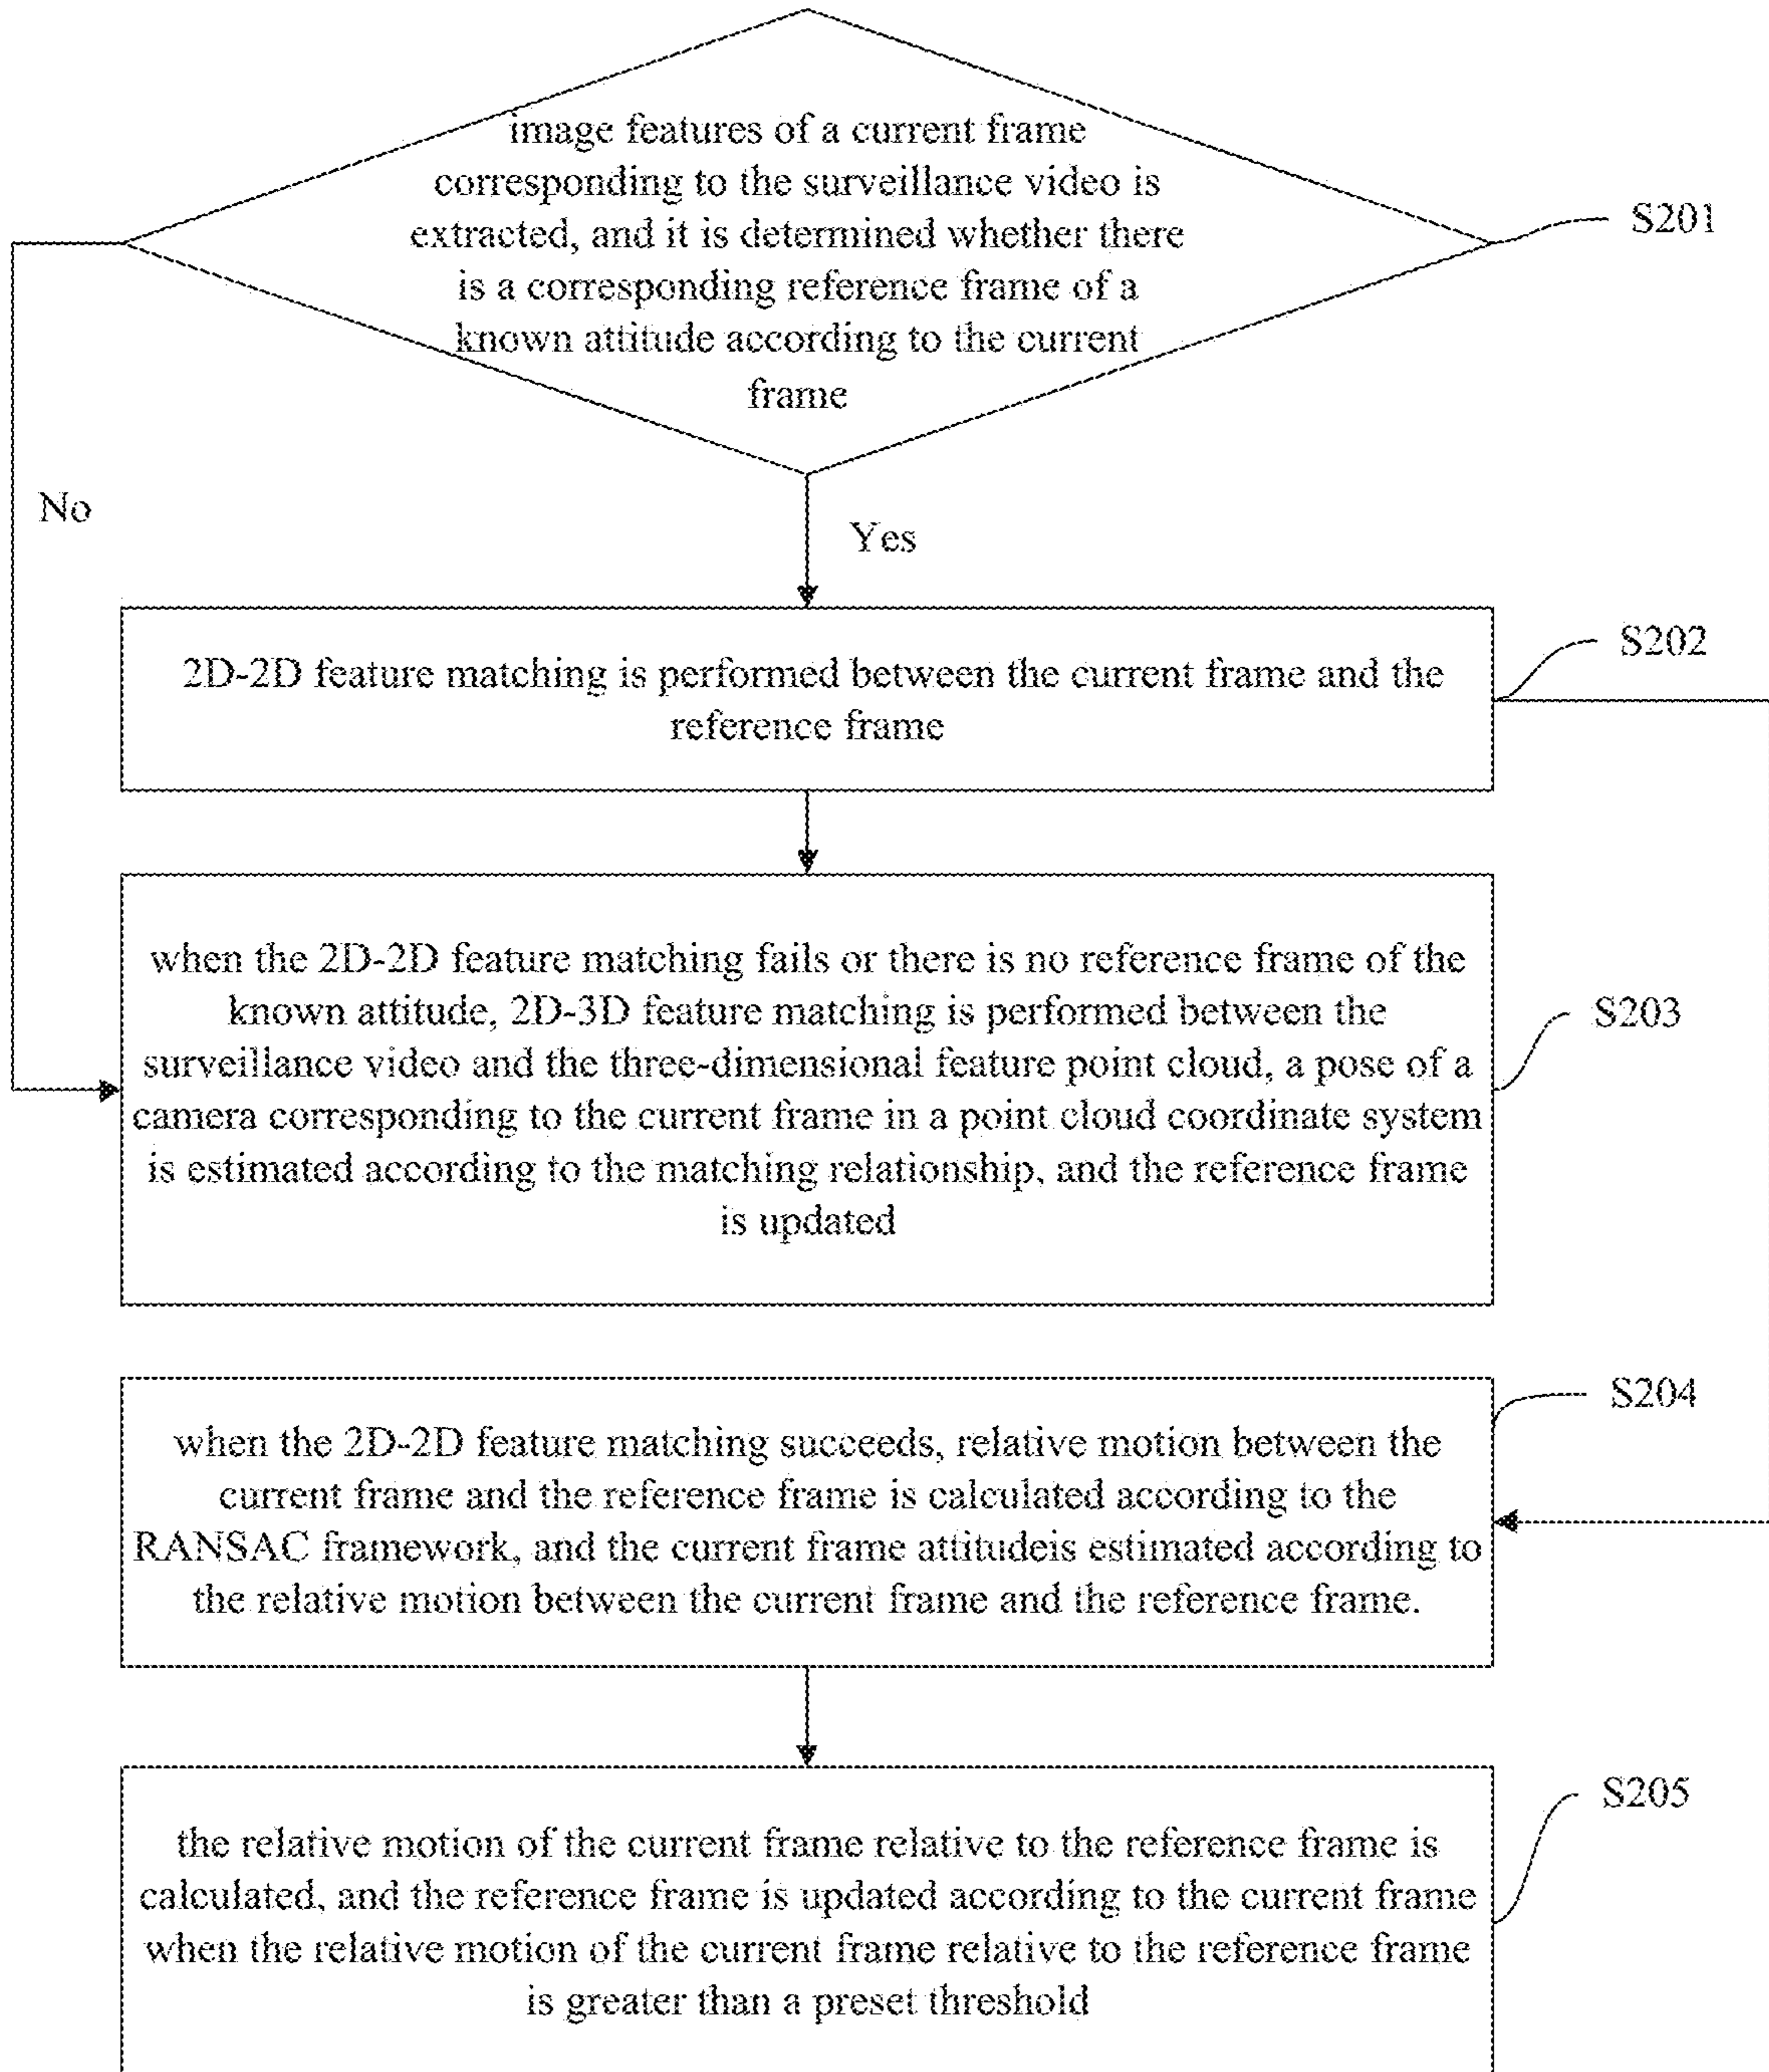 image features of a current frame
corresponding to the surveillance video is
extracted, and it is determined whether there
is a corresponding reference frame of a
known attitude according to the current
frame
S201
No
Yes
2D-2D feature matching is performed between the current frame and the
reference frame
S202
when the 2D-2D feature matching fails or there is no reference frame of the
known attitude, 2D-3D feature matching is performed between the
surveillance video and the three-dimensional feature point cloud, a pose of a
camera corresponding to the current frame in a point cloud coordinate system
is estimated according to the matching relationship, and the reference frame
is updated
S203
when the 2D-2D feature matching succeeds, relative motion between the
current frame and the reference frame is calculated according to the
RANSAC framework, and the current frame attitudeis estimated according to
the relative motion between the current frame and the reference frame.
S204
the relative motion of the current frame relative to the reference frame is
calculated, and the reference frame is updated according to the current frame
when the relative motion of the current frame relative to the reference frame
is greater than a preset threshold
S205